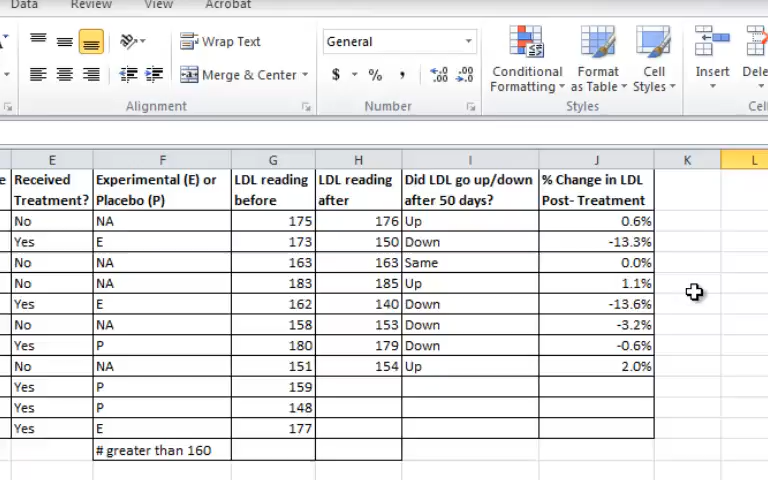 Data Review View Acrobat
Wrap Text General
$ % , .0 .00 .00 .0
Merge & Center Conditional Format Cell Insert
Formatting as Table Styles
Alignment Number Styles
E F G H I J K L
Received Experimental (E) or LDL reading LDL reading Did LDL go up/down % Change in LDL
Treatment? Placebo (P) before after after 50 days? Post- Treatment
No NA 175 176 Up 0.6%
Yes E 173 150 Down -13.3%
No NA 163 163 Same 0.0%
No NA 183 185 Up 1.1%
Yes E 162 140 Down -13.6%
No NA 158 153 Down -3.2%
Yes P 180 179 Down -0.6%
No NA 151 154 Up 2.0%
Yes P 159
Yes P 148
Yes E 177
# greater than 160